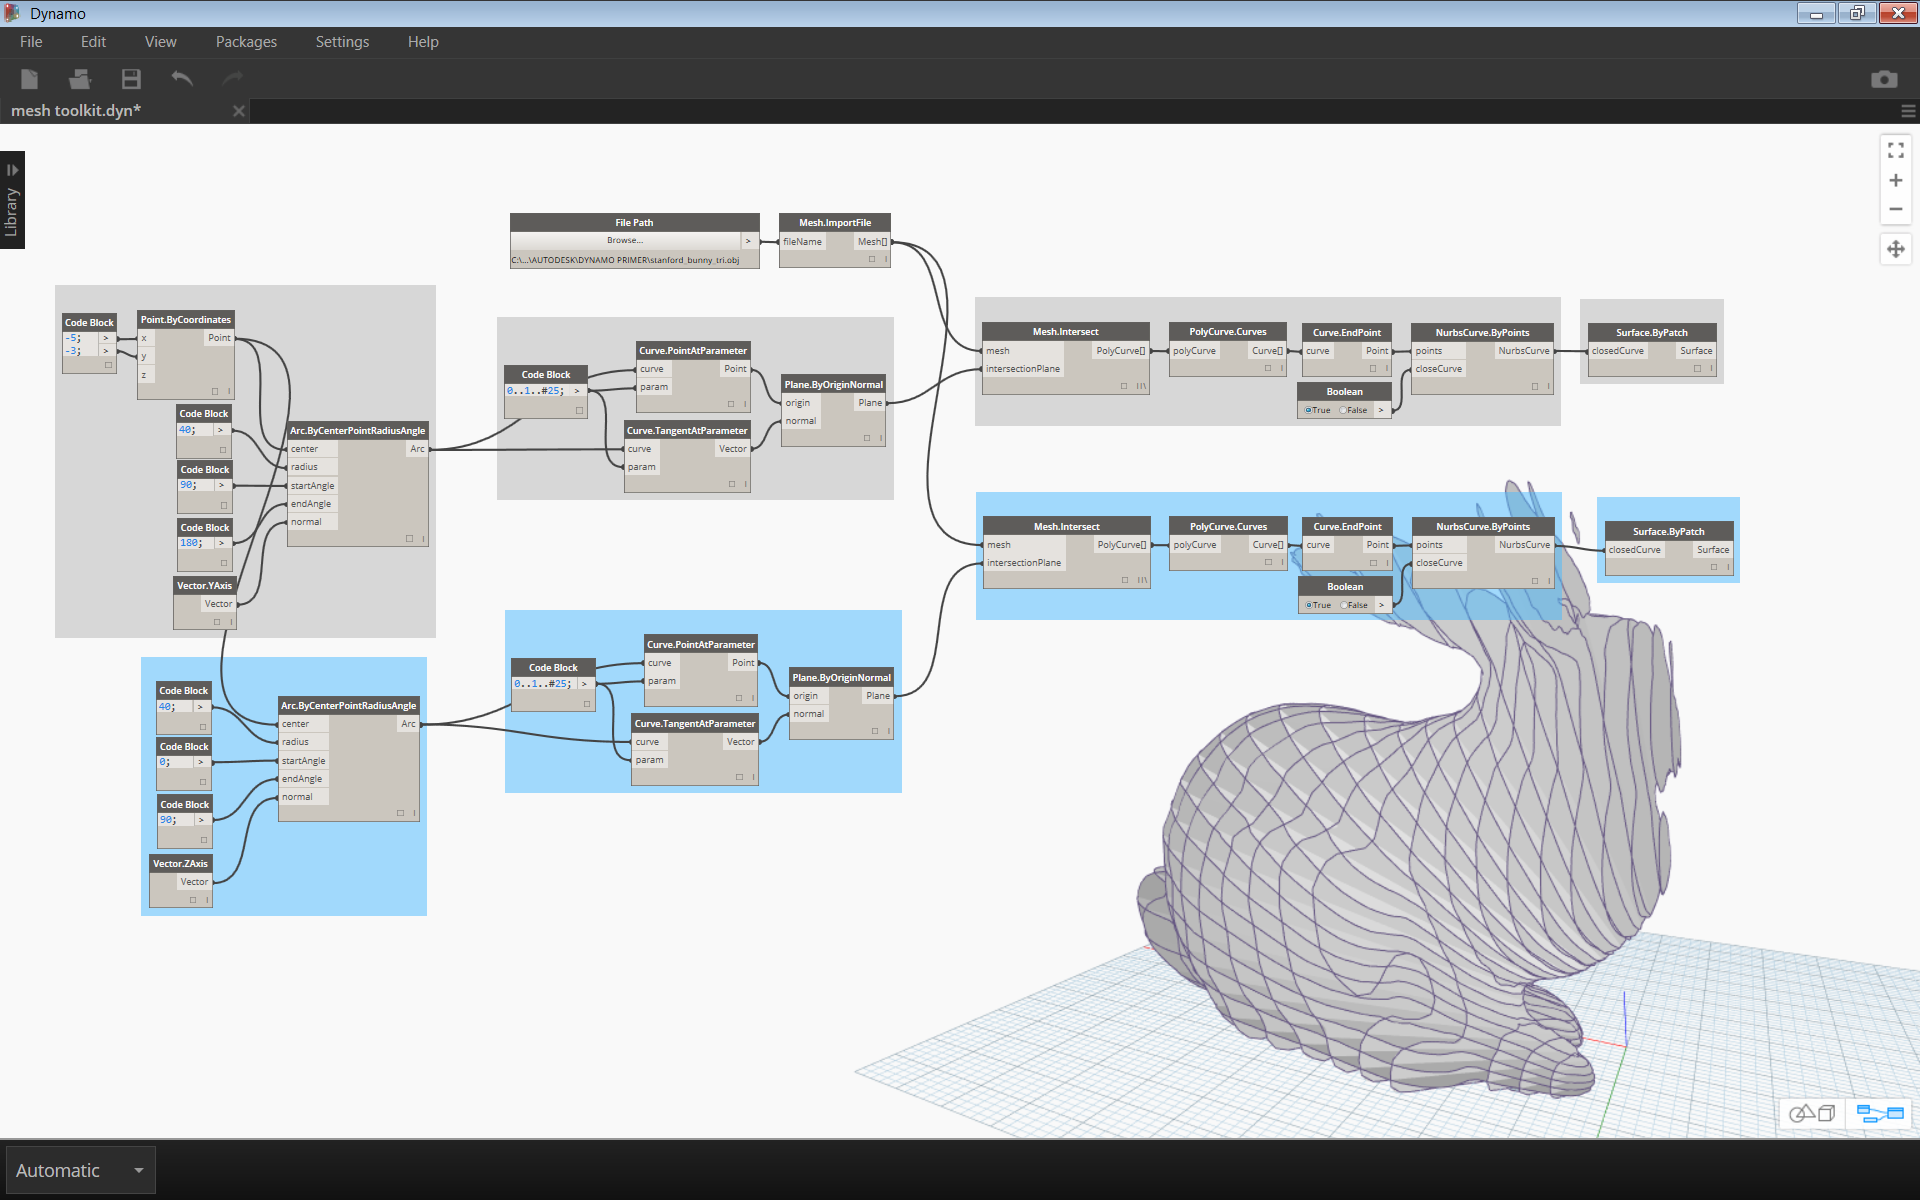 Dynamo
File Edit View Packages Settings Help
mesh toolkit.dyn*
Library
File Path
Browse...
>
C:\...\AUTODESK\DYNAMO PRIMER\stanford_bunny_tri.obj
Mesh.ImportFile
fileName Mesh[]
Code Block
-5; >
-3; >
Point.ByCoordinates
x Point
y
z
Code Block
40; >
Code Block
90; >
Code Block
180; >
Vector.YAxis
Vector
Arc.ByCenterPointRadiusAngle
center Arc
radius
startAngle
endAngle
normal
Code Block
0..1..#25; >
Curve.PointAtParameter
curve Point
param
Curve.TangentAtParameter
curve Vector
param
Plane.ByOriginNormal
origin Plane
normal
Mesh.Intersect
mesh PolyCurve[]
intersectionPlane
PolyCurve.Curves
polyCurve Curve[]
Curve.EndPoint
curve Point
Boolean
True False >
NurbsCurve.ByPoints
points NurbsCurve
closeCurve
Surface.ByPatch
closedCurve Surface
Mesh.Intersect
mesh PolyCurve[]
intersectionPlane
PolyCurve.Curves
polyCurve Curve[]
Curve.EndPoint
curve Point
Boolean
True False >
NurbsCurve.ByPoints
points NurbsCurve
closeCurve
Surface.ByPatch
closedCurve Surface
Code Block
40; >
Code Block
0; >
Code Block
90; >
Vector.ZAxis
Vector
Arc.ByCenterPointRadiusAngle
center Arc
radius
startAngle
endAngle
normal
Code Block
0..1..#25; >
Curve.PointAtParameter
curve Point
param
Curve.TangentAtParameter
curve Vector
param
Plane.ByOriginNormal
origin Plane
normal
Automatic